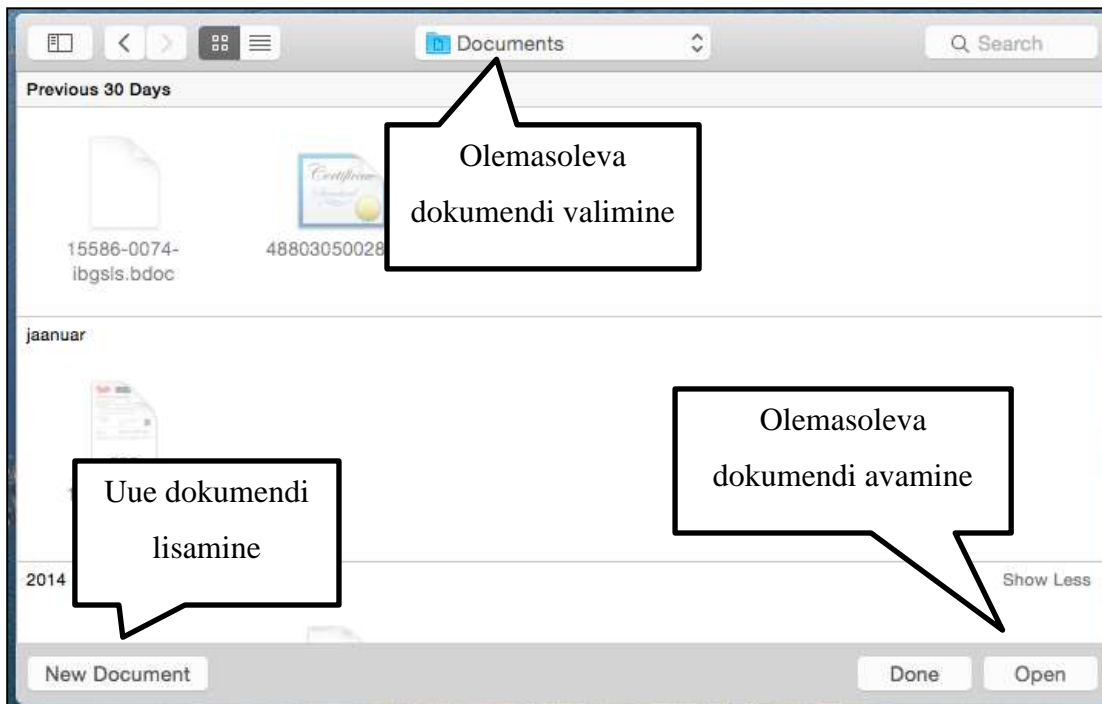 Documents
Search
Previous 30 Days
Olemasoleva
dokumendi valimine
15586-0074-
ibgsls.bdoc
48803050028
jaanuar
Olemasoleva
dokumendi avamine
Uue dokumendi
lisamine
2014
Show Less
New Document
Done
Open